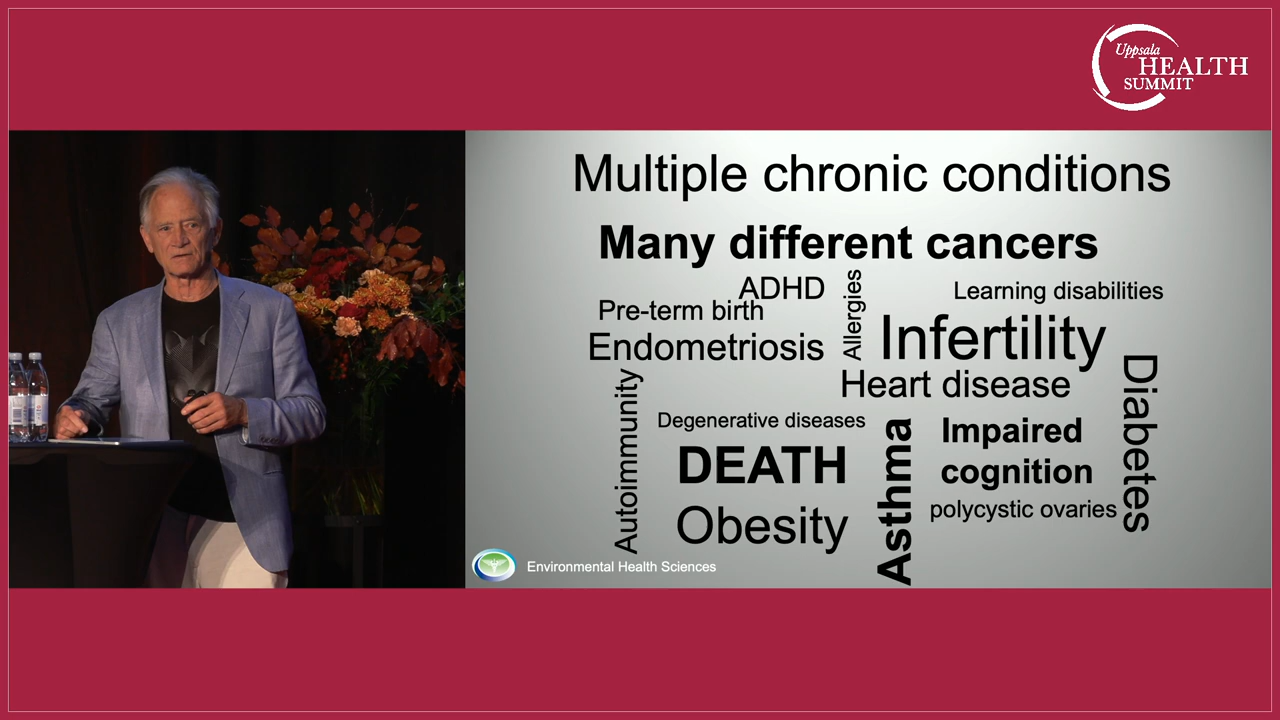 Uppsala
HEALTH
SUMMIT
Multiple chronic conditions
Many different cancers
ADHD
Allergies
Learning disabilities
Pre-term birth
Infertility
Endometriosis
Heart disease
Diabetes
Autoimmunity
Degenerative diseases
Asthma
Impaired
cognition
DEATH
polycystic ovaries
Obesity
Environmental Health Sciences